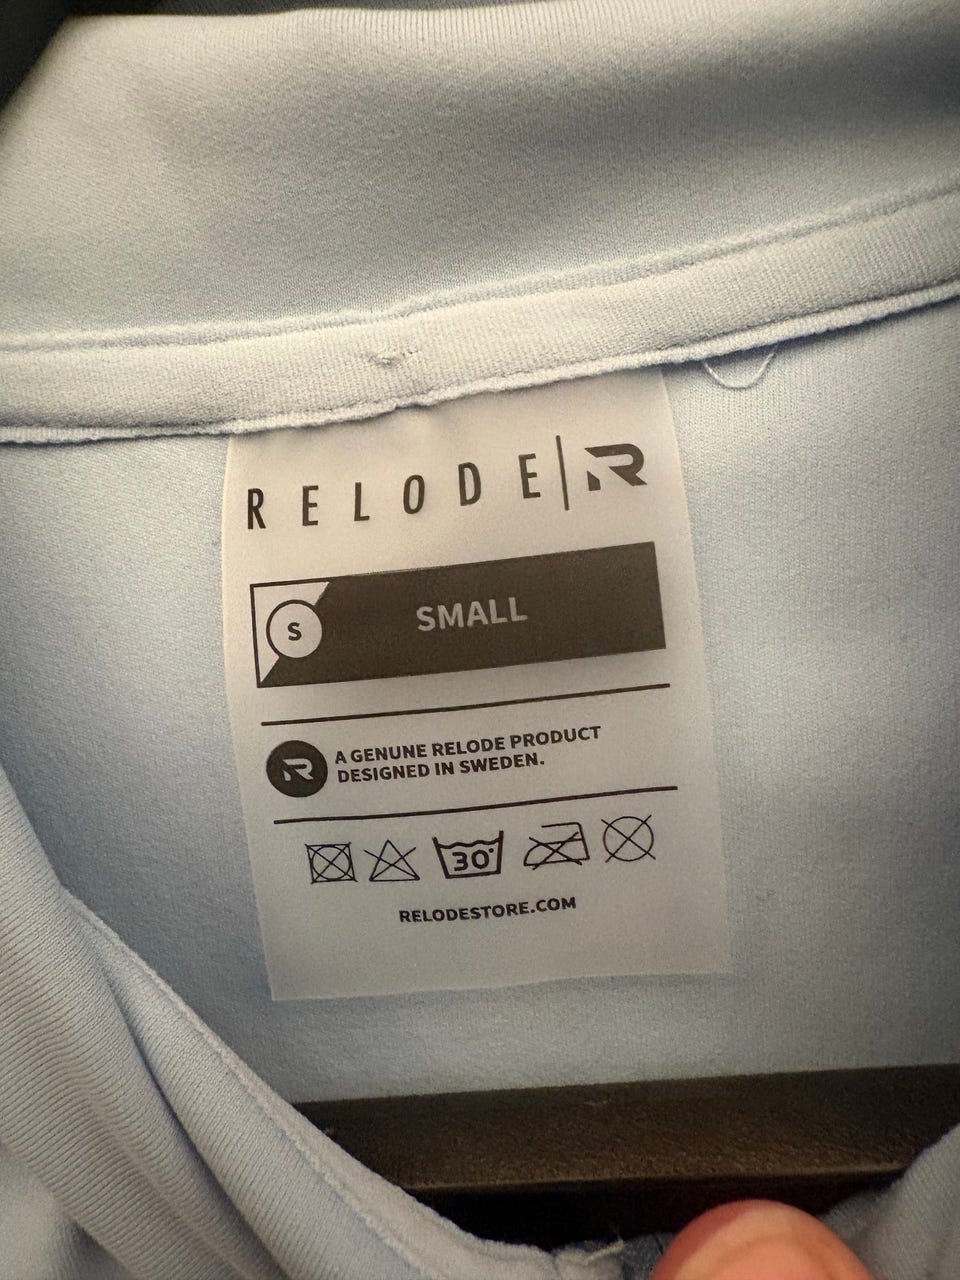 RELODE|R
S SMALL
R A GENUNE RELODE PRODUCT
DESIGNED IN SWEDEN.
30°
RELODESTORE.COM